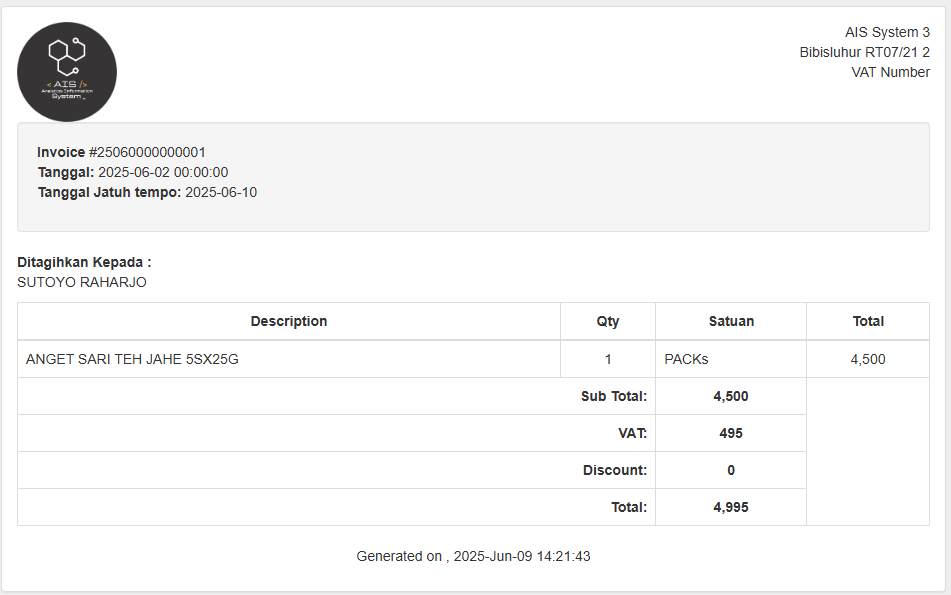 < AIS />
Analytics Information
System _
AIS System 3
Bibisluhur RT07/21 2
VAT Number
Invoice #25060000000001
Tanggal: 2025-06-02 00:00:00
Tanggal Jatuh tempo: 2025-06-10
Ditagihkan Kepada :
SUTOYO RAHARJO
Description Qty Satuan Total
ANGET SARI TEH JAHE 5SX25G 1 PACKs 4,500
Sub Total: 4,500
VAT: 495
Discount: 0
Total: 4,995
Generated on , 2025-Jun-09 14:21:43